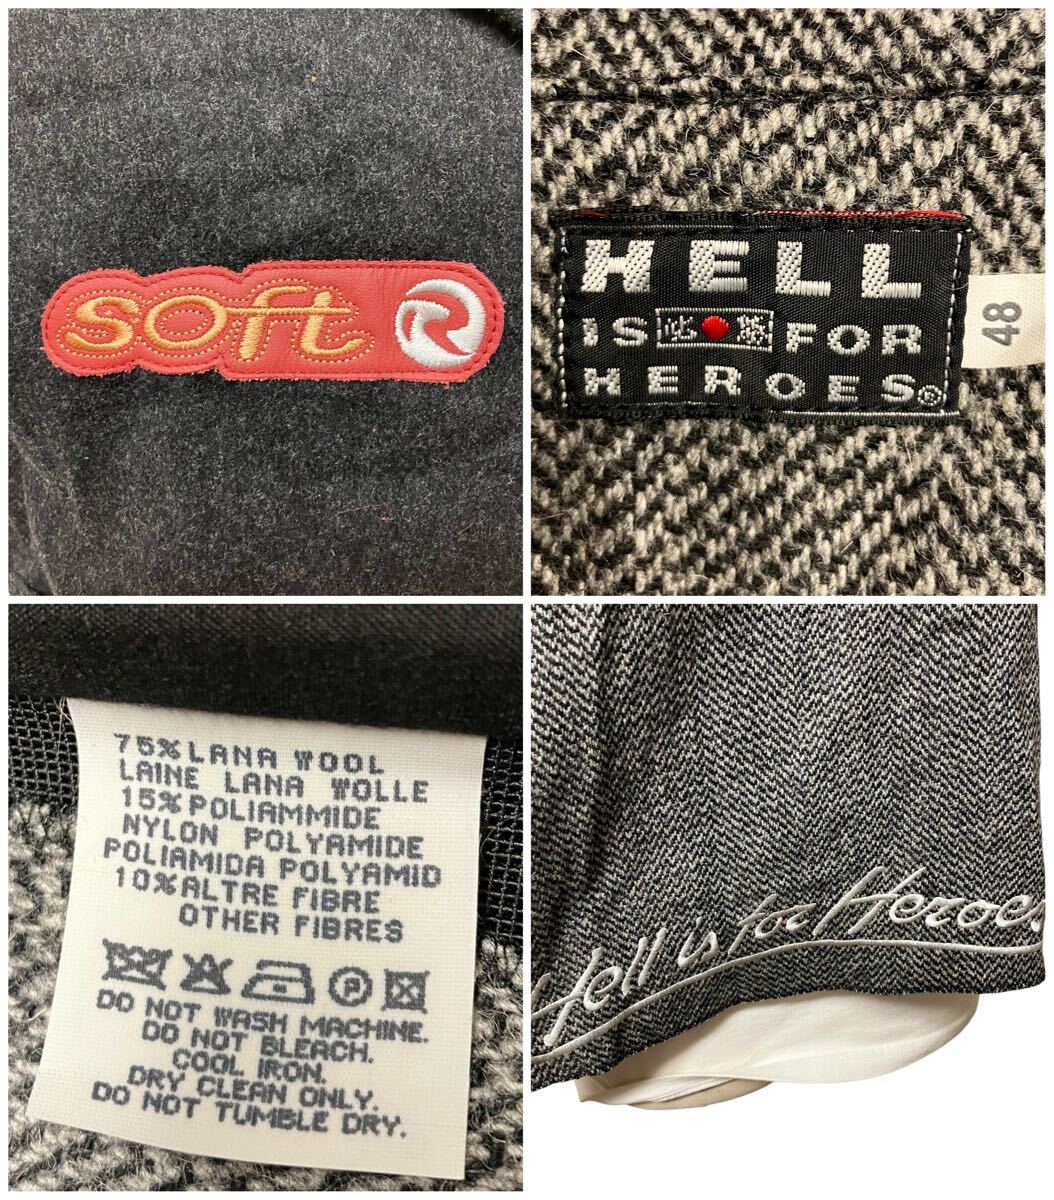 soft R
HELL
IS FOR
HEROES®
48
75% LANA WOOL
LAINE LANA WOLLE
15% POLIAMMIDE
NYLON POLYAMIDE
POLIAMIDA POLYAMID
10% ALTRE FIBRE
OTHER FIBRES
P
DO NOT WASH MACHINE.
DO NOT BLEACH.
COOL IRON.
DRY CLEAN ONLY.
DO NOT TUMBLE DRY.
Hell is for Heroes